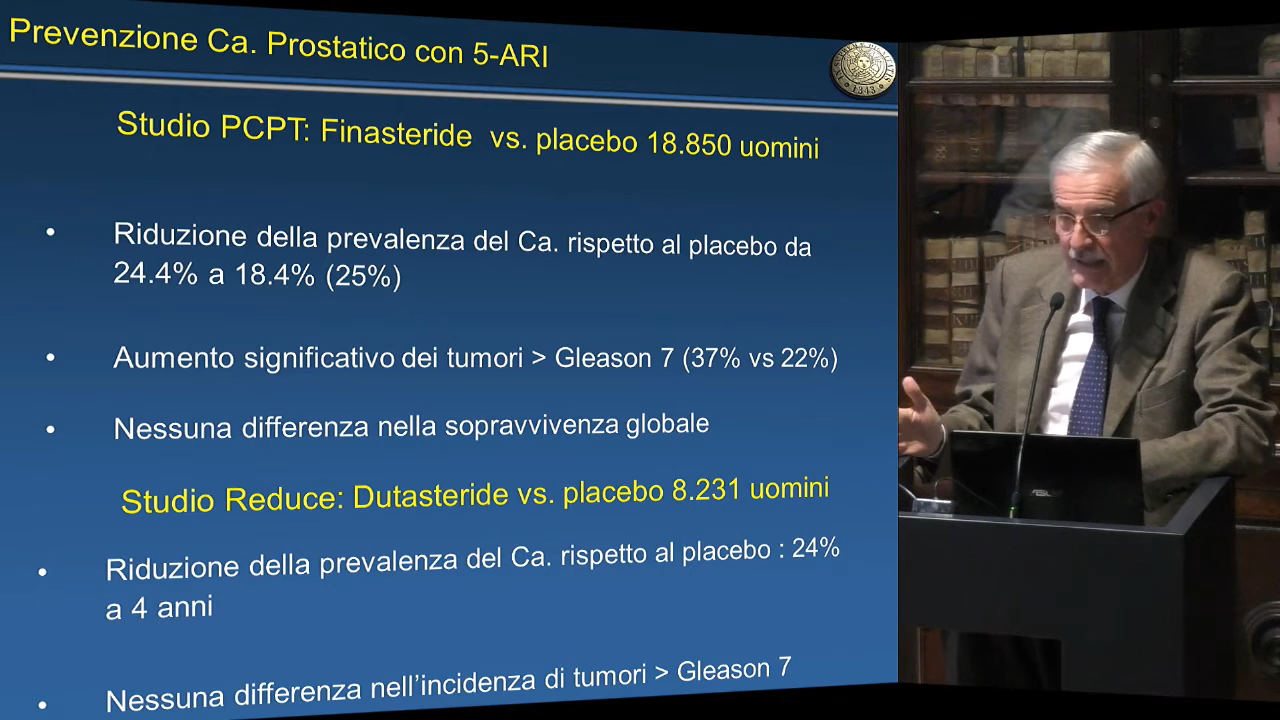 Prevenzione Ca. Prostatico con 5-ARI
1343
Studio PCPT: Finasteride vs. placebo 18.850 uomini
• Riduzione della prevalenza del Ca. rispetto al placebo da
24.4% a 18.4% (25%)
• Aumento significativo dei tumori > Gleason 7 (37% vs 22%)
• Nessuna differenza nella sopravvivenza globale
Studio Reduce: Dutasteride vs. placebo 8.231 uomini
• Riduzione della prevalenza del Ca. rispetto al placebo : 24%
a 4 anni
• Nessuna differenza nell’incidenza di tumori > Gleason 7
ASUS